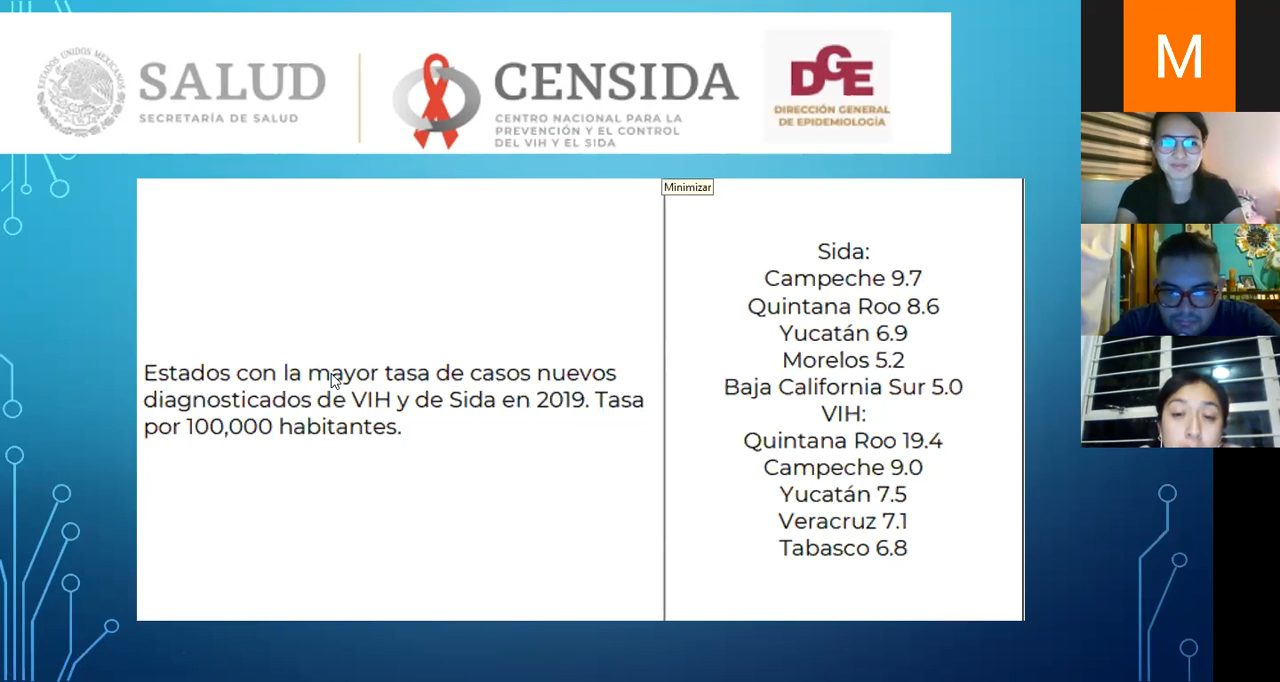 ESTADOS UNIDOS MEXICANOS
SALUD
SECRETARÍA DE SALUD
CENSIDA
CENTRO NACIONAL PARA LA
PREVENCIÓN Y EL CONTROL
DEL VIH Y EL SIDA
DGE
DIRECCIÓN GENERAL
DE EPIDEMIOLOGÍA
M
Minimizar
Estados con la mayor tasa de casos nuevos
diagnosticados de VIH y de Sida en 2019. Tasa
por 100,000 habitantes.
Sida:
Campeche 9.7
Quintana Roo 8.6
Yucatán 6.9
Morelos 5.2
Baja California Sur 5.0
VIH:
Quintana Roo 19.4
Campeche 9.0
Yucatán 7.5
Veracruz 7.1
Tabasco 6.8